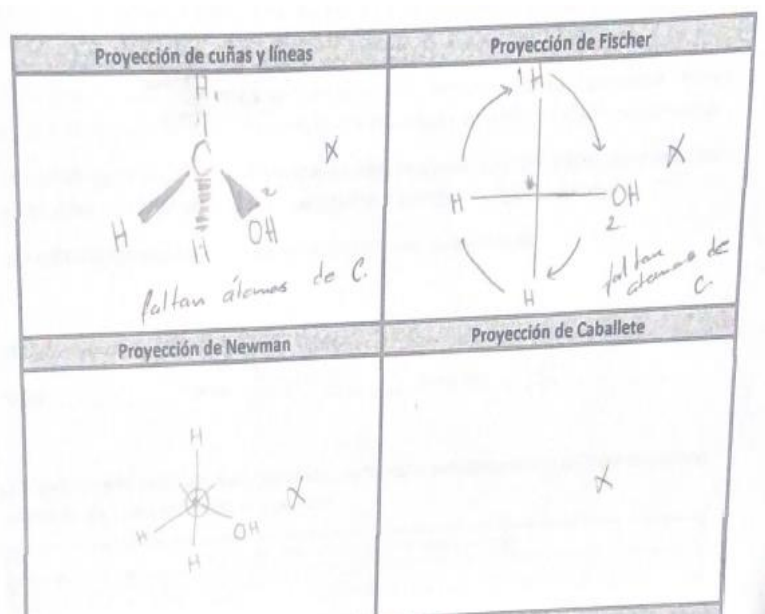 Proyección de cuñas y líneas
Proyección de Fischer
H 1
C
H
H
OH
2
faltan átomos de C.
1 H
H
OH
2
H
faltan
átomos de
C.
Proyección de Newman
Proyección de Caballete
H
H
OH
H